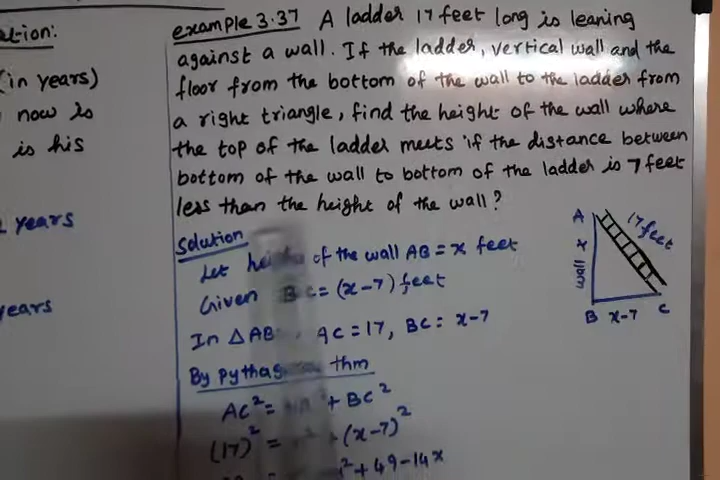 ation:
(in years)
now is
is his
years
years
example 3.37 A ladder 17 feet long is leaning
against a wall. If the ladder, vertical wall and the
floor from the bottom of the wall to the ladder from
a right triangle, find the height of the wall where
the top of the ladder meets if the distance between
bottom of the wall to bottom of the ladder is 7 feet
less than the height of the wall?
Solution
Let of the wall AB = x feet
Given BC = (x-7) feet
In △AB , AC = 17, BC = x-7
By thm
AC² = + BC²
(17)² = + (x-7)²
² + 49 - 14x
A
17 feet
x
wall
B x-7 C